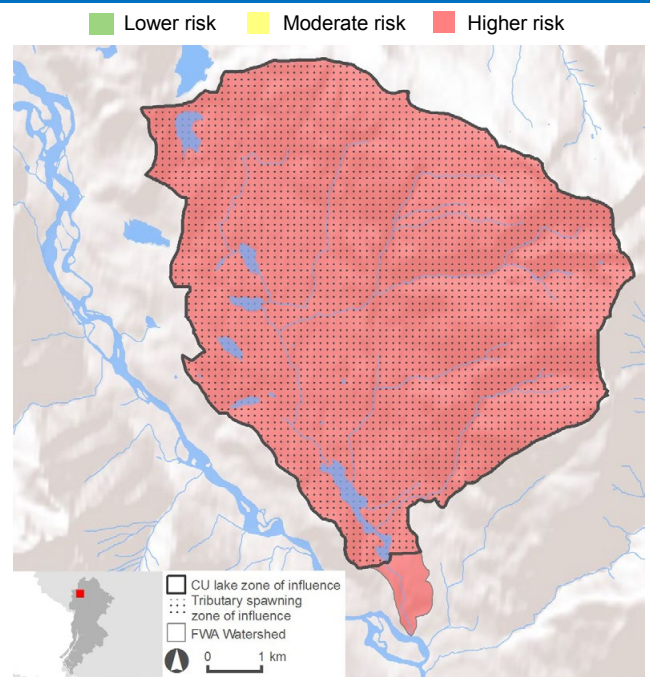 Lower risk Moderate risk Higher risk
CU lake zone of influence
Tributary spawning
zone of influence
FWA Watershed
0 1 km